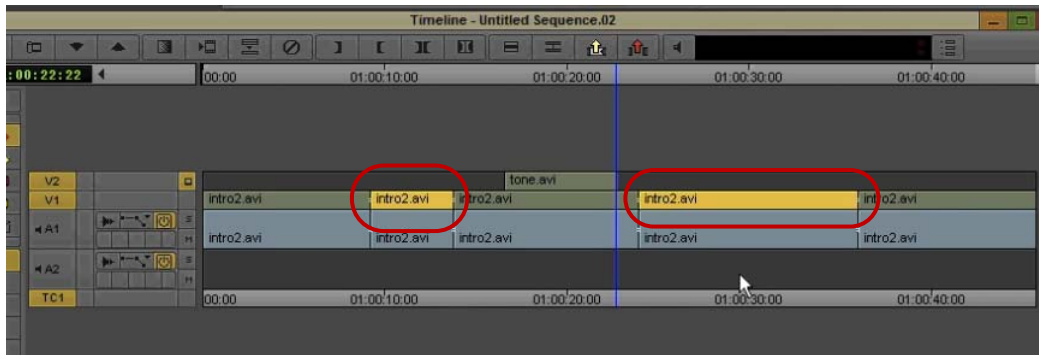 Timeline - Untitled Sequence.02
:00:22:22 00:00 01:00:10:00 01:00:20:00 01:00:30:00 01:00:40:00
V2 tone.avi
V1 intro2.avi intro2.avi intro2.avi intro2.avi intro2.avi
A1 intro2.avi intro2.avi intro2.avi intro2.avi intro2.avi
A2
TC1 00:00 01:00:10:00 01:00:20:00 01:00:30:00 01:00:40:00